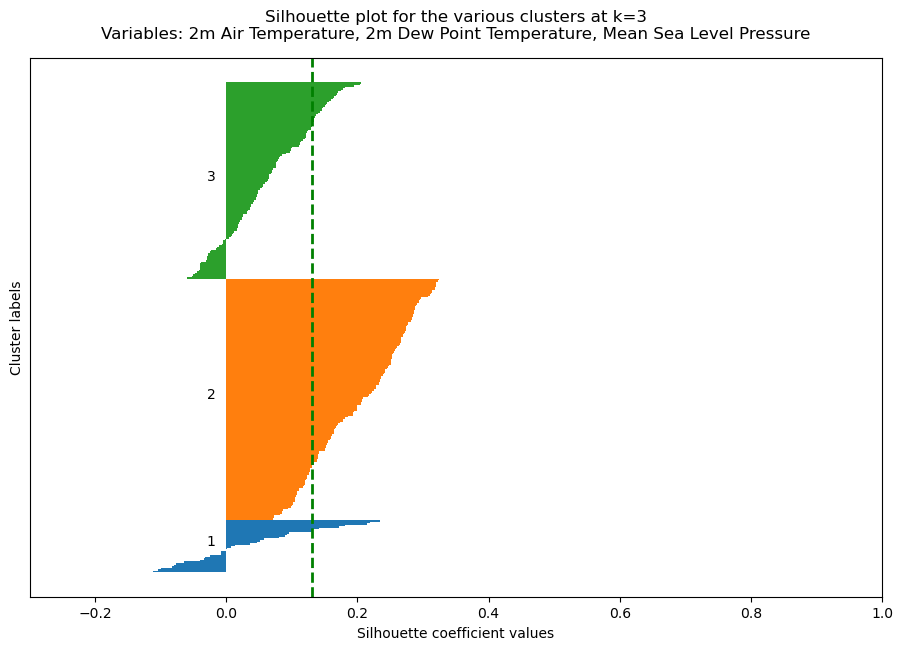 Silhouette plot for the various clusters at k=3
Variables: 2m Air Temperature, 2m Dew Point Temperature, Mean Sea Level Pressure
3
2
1
Cluster labels
−0.2
0.0
0.2
0.4
0.6
0.8
1.0
Silhouette coefficient values